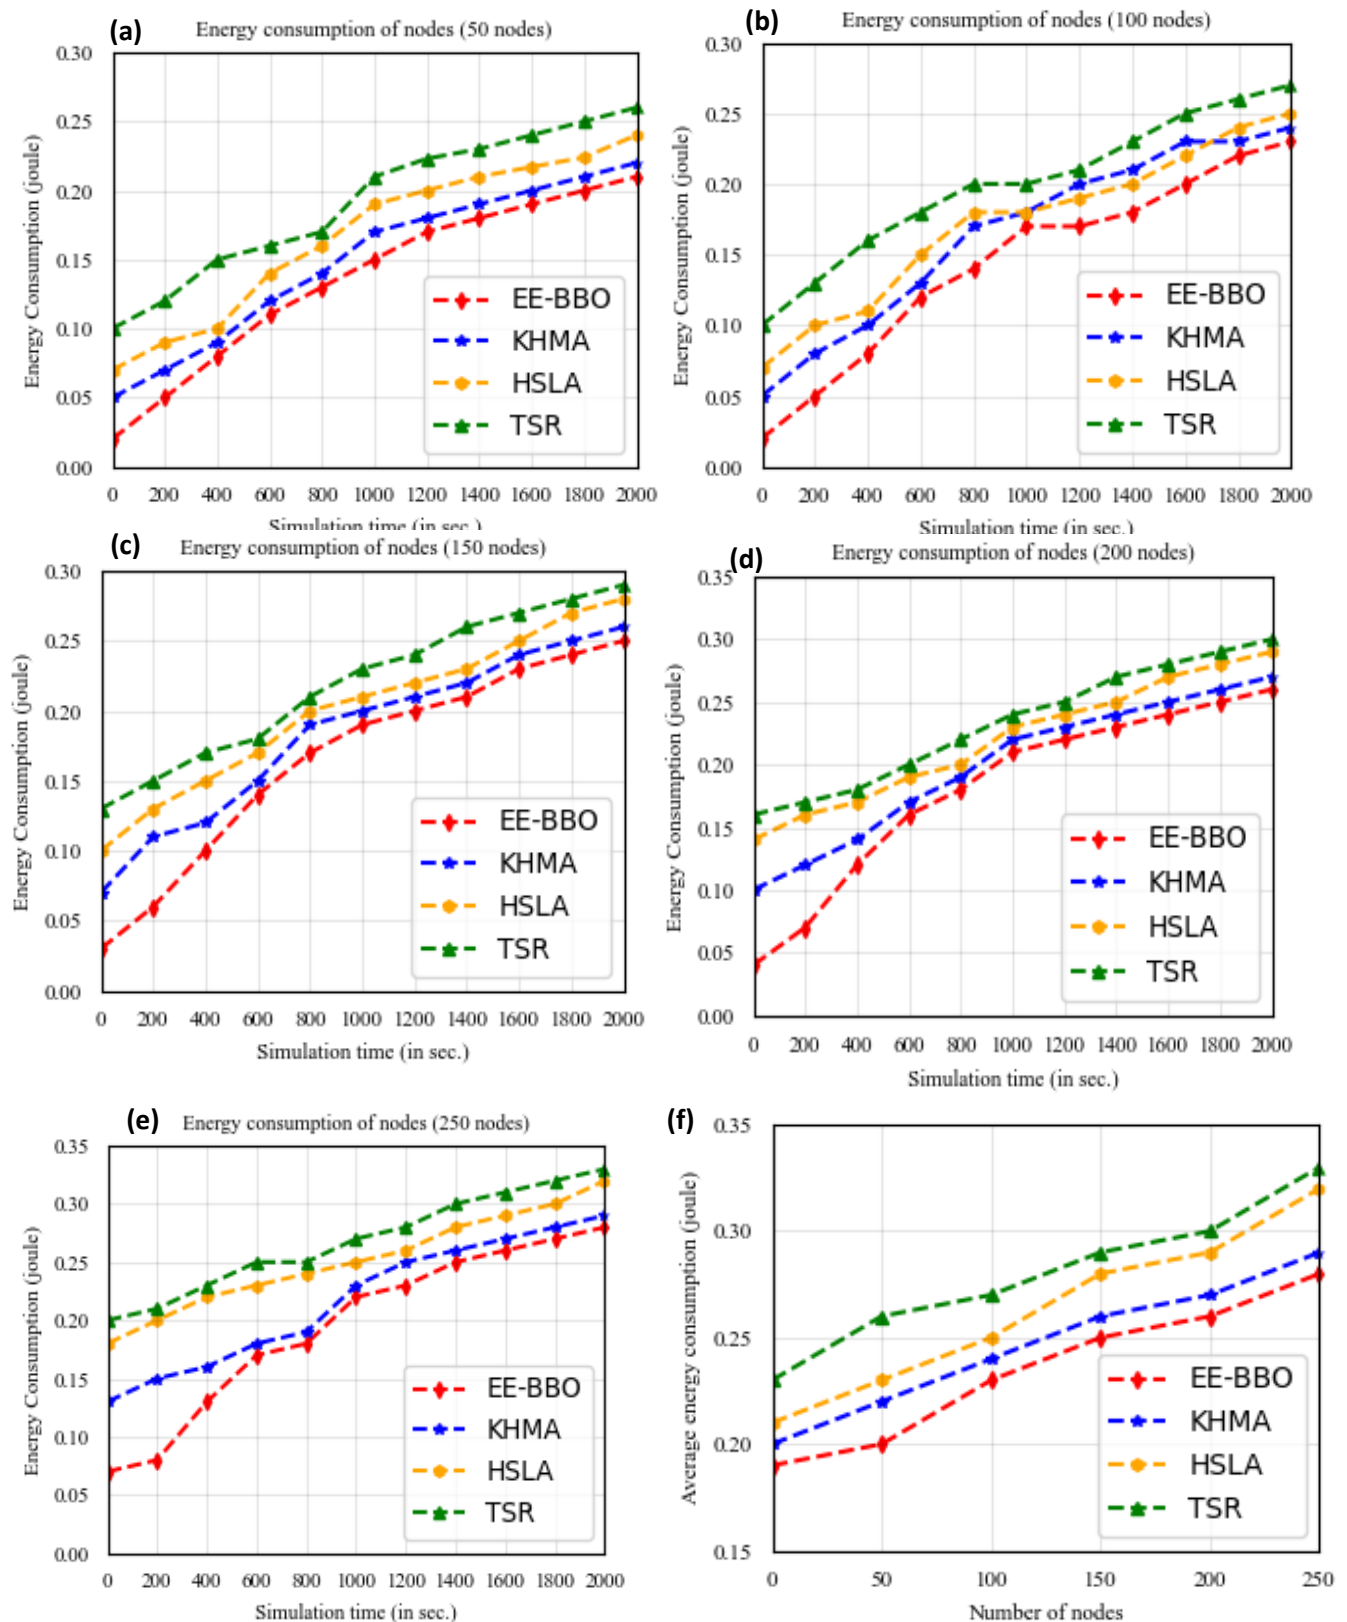 (a) Energy consumption of nodes (50 nodes)
0.30
0.25
0.20
0.15
0.10
0.05
0.00
Energy Consumption (joule)
EE-BBO
KHMA
HSLA
TSR
0 200 400 600 800 1000 1200 1400 1600 1800 2000
Simulation time (in sec.)
(b) Energy consumption of nodes (100 nodes)
0.30
0.25
0.20
0.15
0.10
0.05
0.00
Energy Consumption (joule)
EE-BBO
KHMA
HSLA
TSR
0 200 400 600 800 1000 1200 1400 1600 1800 2000
Simulation time (in sec.)
(c) Energy consumption of nodes (150 nodes)
0.30
0.25
0.20
0.15
0.10
0.05
0.00
Energy Consumption (joule)
EE-BBO
KHMA
HSLA
TSR
0 200 400 600 800 1000 1200 1400 1600 1800 2000
Simulation time (in sec.)
(d) Energy consumption of nodes (200 nodes)
0.35
0.30
0.25
0.20
0.15
0.10
0.05
0.00
Energy Consumption (joule)
EE-BBO
KHMA
HSLA
TSR
0 200 400 600 800 1000 1200 1400 1600 1800 2000
Simulation time (in sec.)
(e) Energy consumption of nodes (250 nodes)
0.35
0.30
0.25
0.20
0.15
0.10
0.05
0.00
Energy Consumption (joule)
EE-BBO
KHMA
HSLA
TSR
0 200 400 600 800 1000 1200 1400 1600 1800 2000
Simulation time (in sec.)
(f)
0.35
0.30
0.25
0.20
0.15
Average energy consumption (joule)
EE-BBO
KHMA
HSLA
TSR
0 50 100 150 200 250
Number of nodes